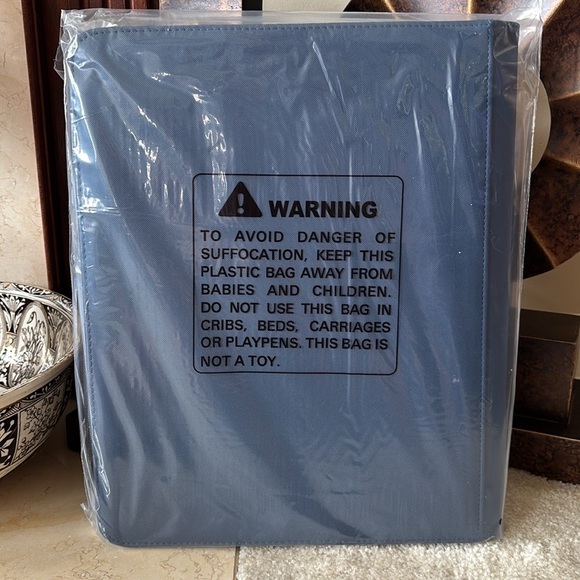 WARNING
TO AVOID DANGER OF
SUFFOCATION, KEEP THIS
PLASTIC BAG AWAY FROM
BABIES AND CHILDREN.
DO NOT USE THIS BAG IN
CRIBS, BEDS, CARRIAGES
OR PLAYPENS. THIS BAG IS
NOT A TOY.